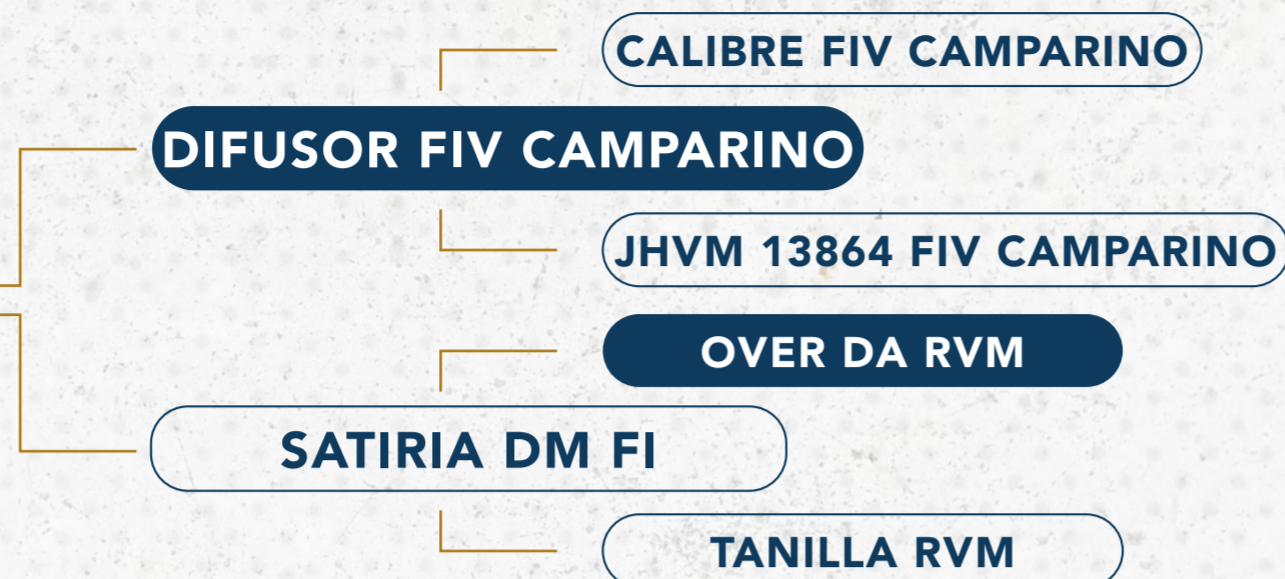 CALIBRE FIV CAMPARINO
DIFUSOR FIV CAMPARINO
JHVM 13864 FIV CAMPARINO
OVER DA RVM
SATIRIA DM FI
TANILLA RVM